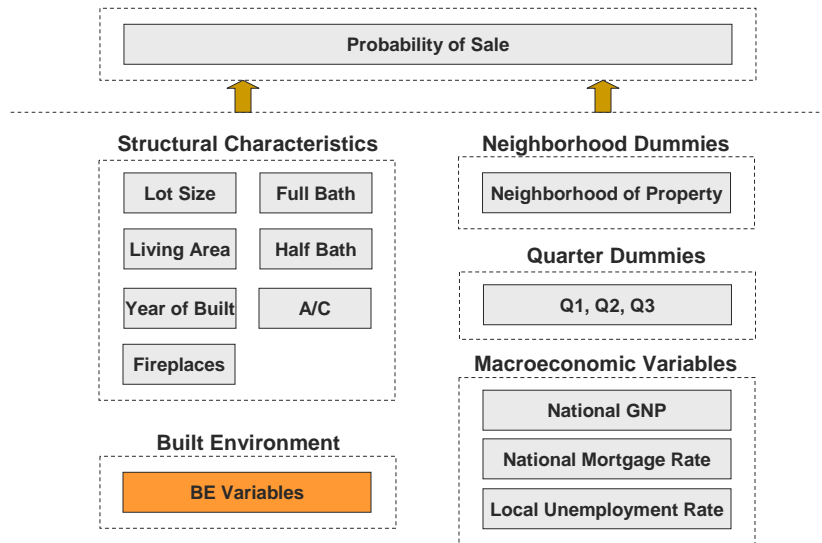 Probability of Sale
Structural Characteristics
Lot Size
Full Bath
Living Area
Half Bath
Year of Built
A/C
Fireplaces
Built Environment
BE Variables
Neighborhood Dummies
Neighborhood of Property
Quarter Dummies
Q1, Q2, Q3
Macroeconomic Variables
National GNP
National Mortgage Rate
Local Unemployment Rate